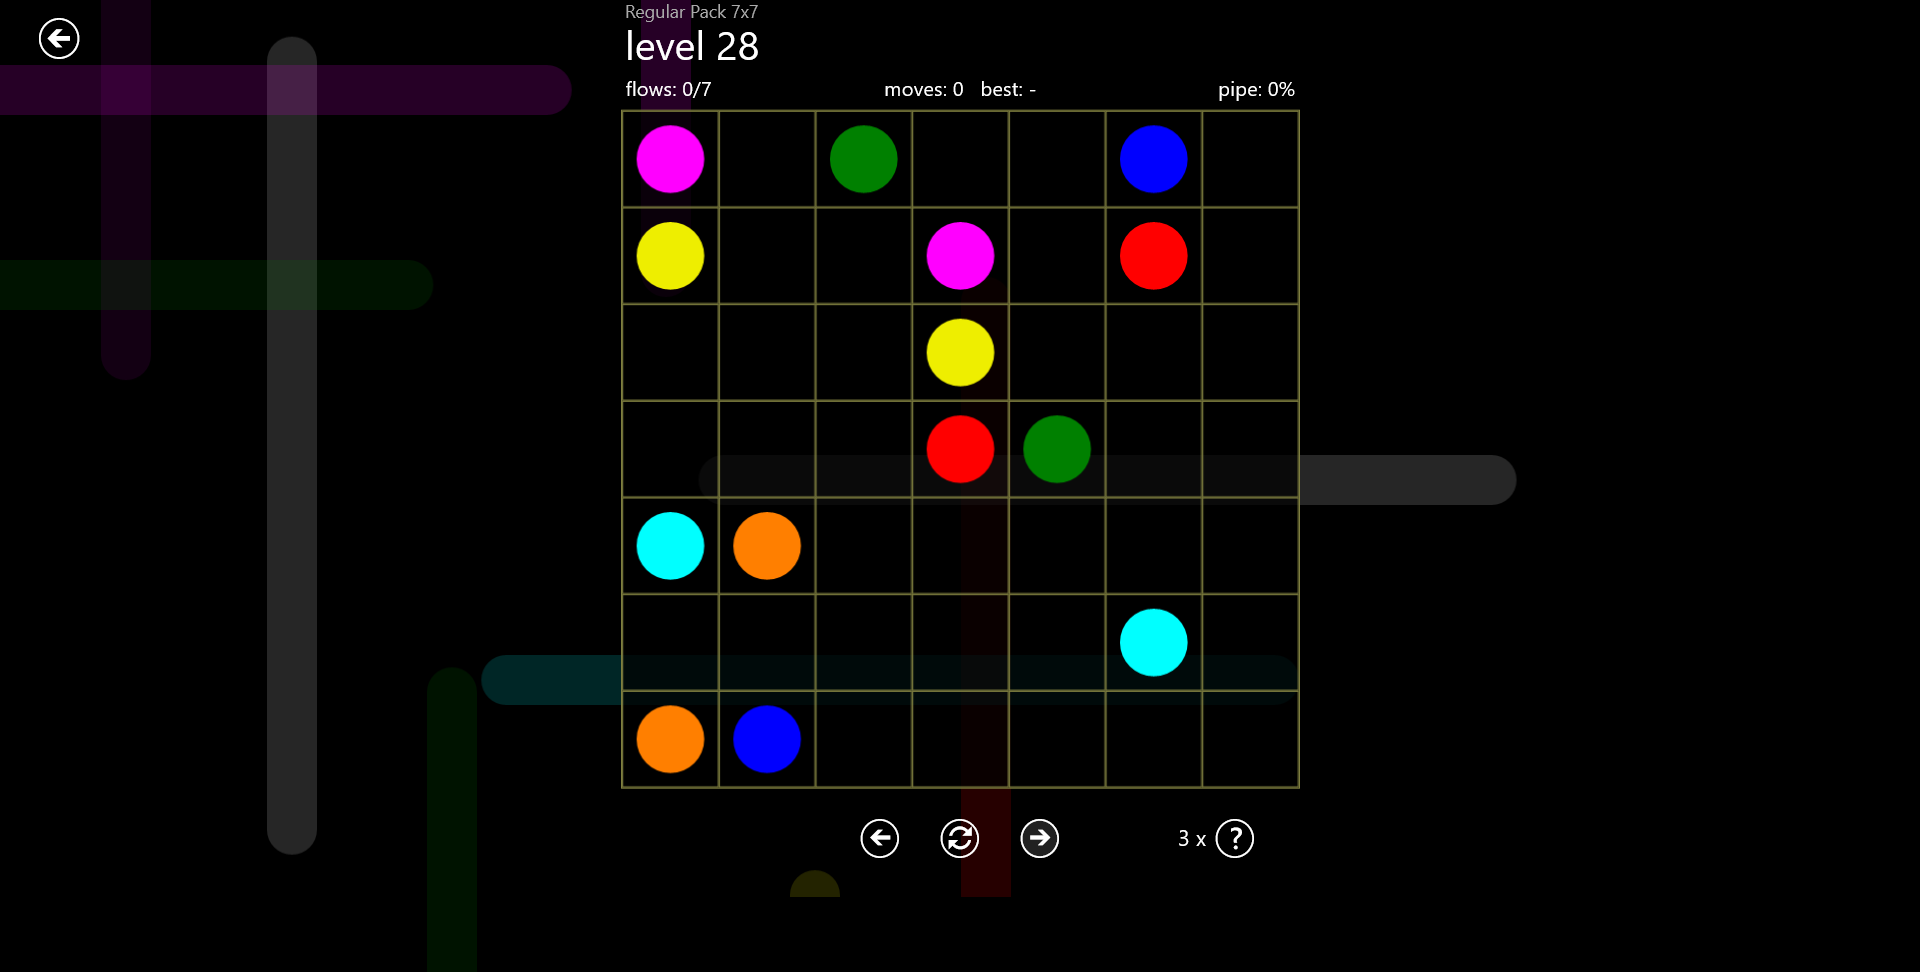 Regular Pack 7x7
level 28
flows: 0/7 moves: 0 best: - pipe: 0%
3 x ?